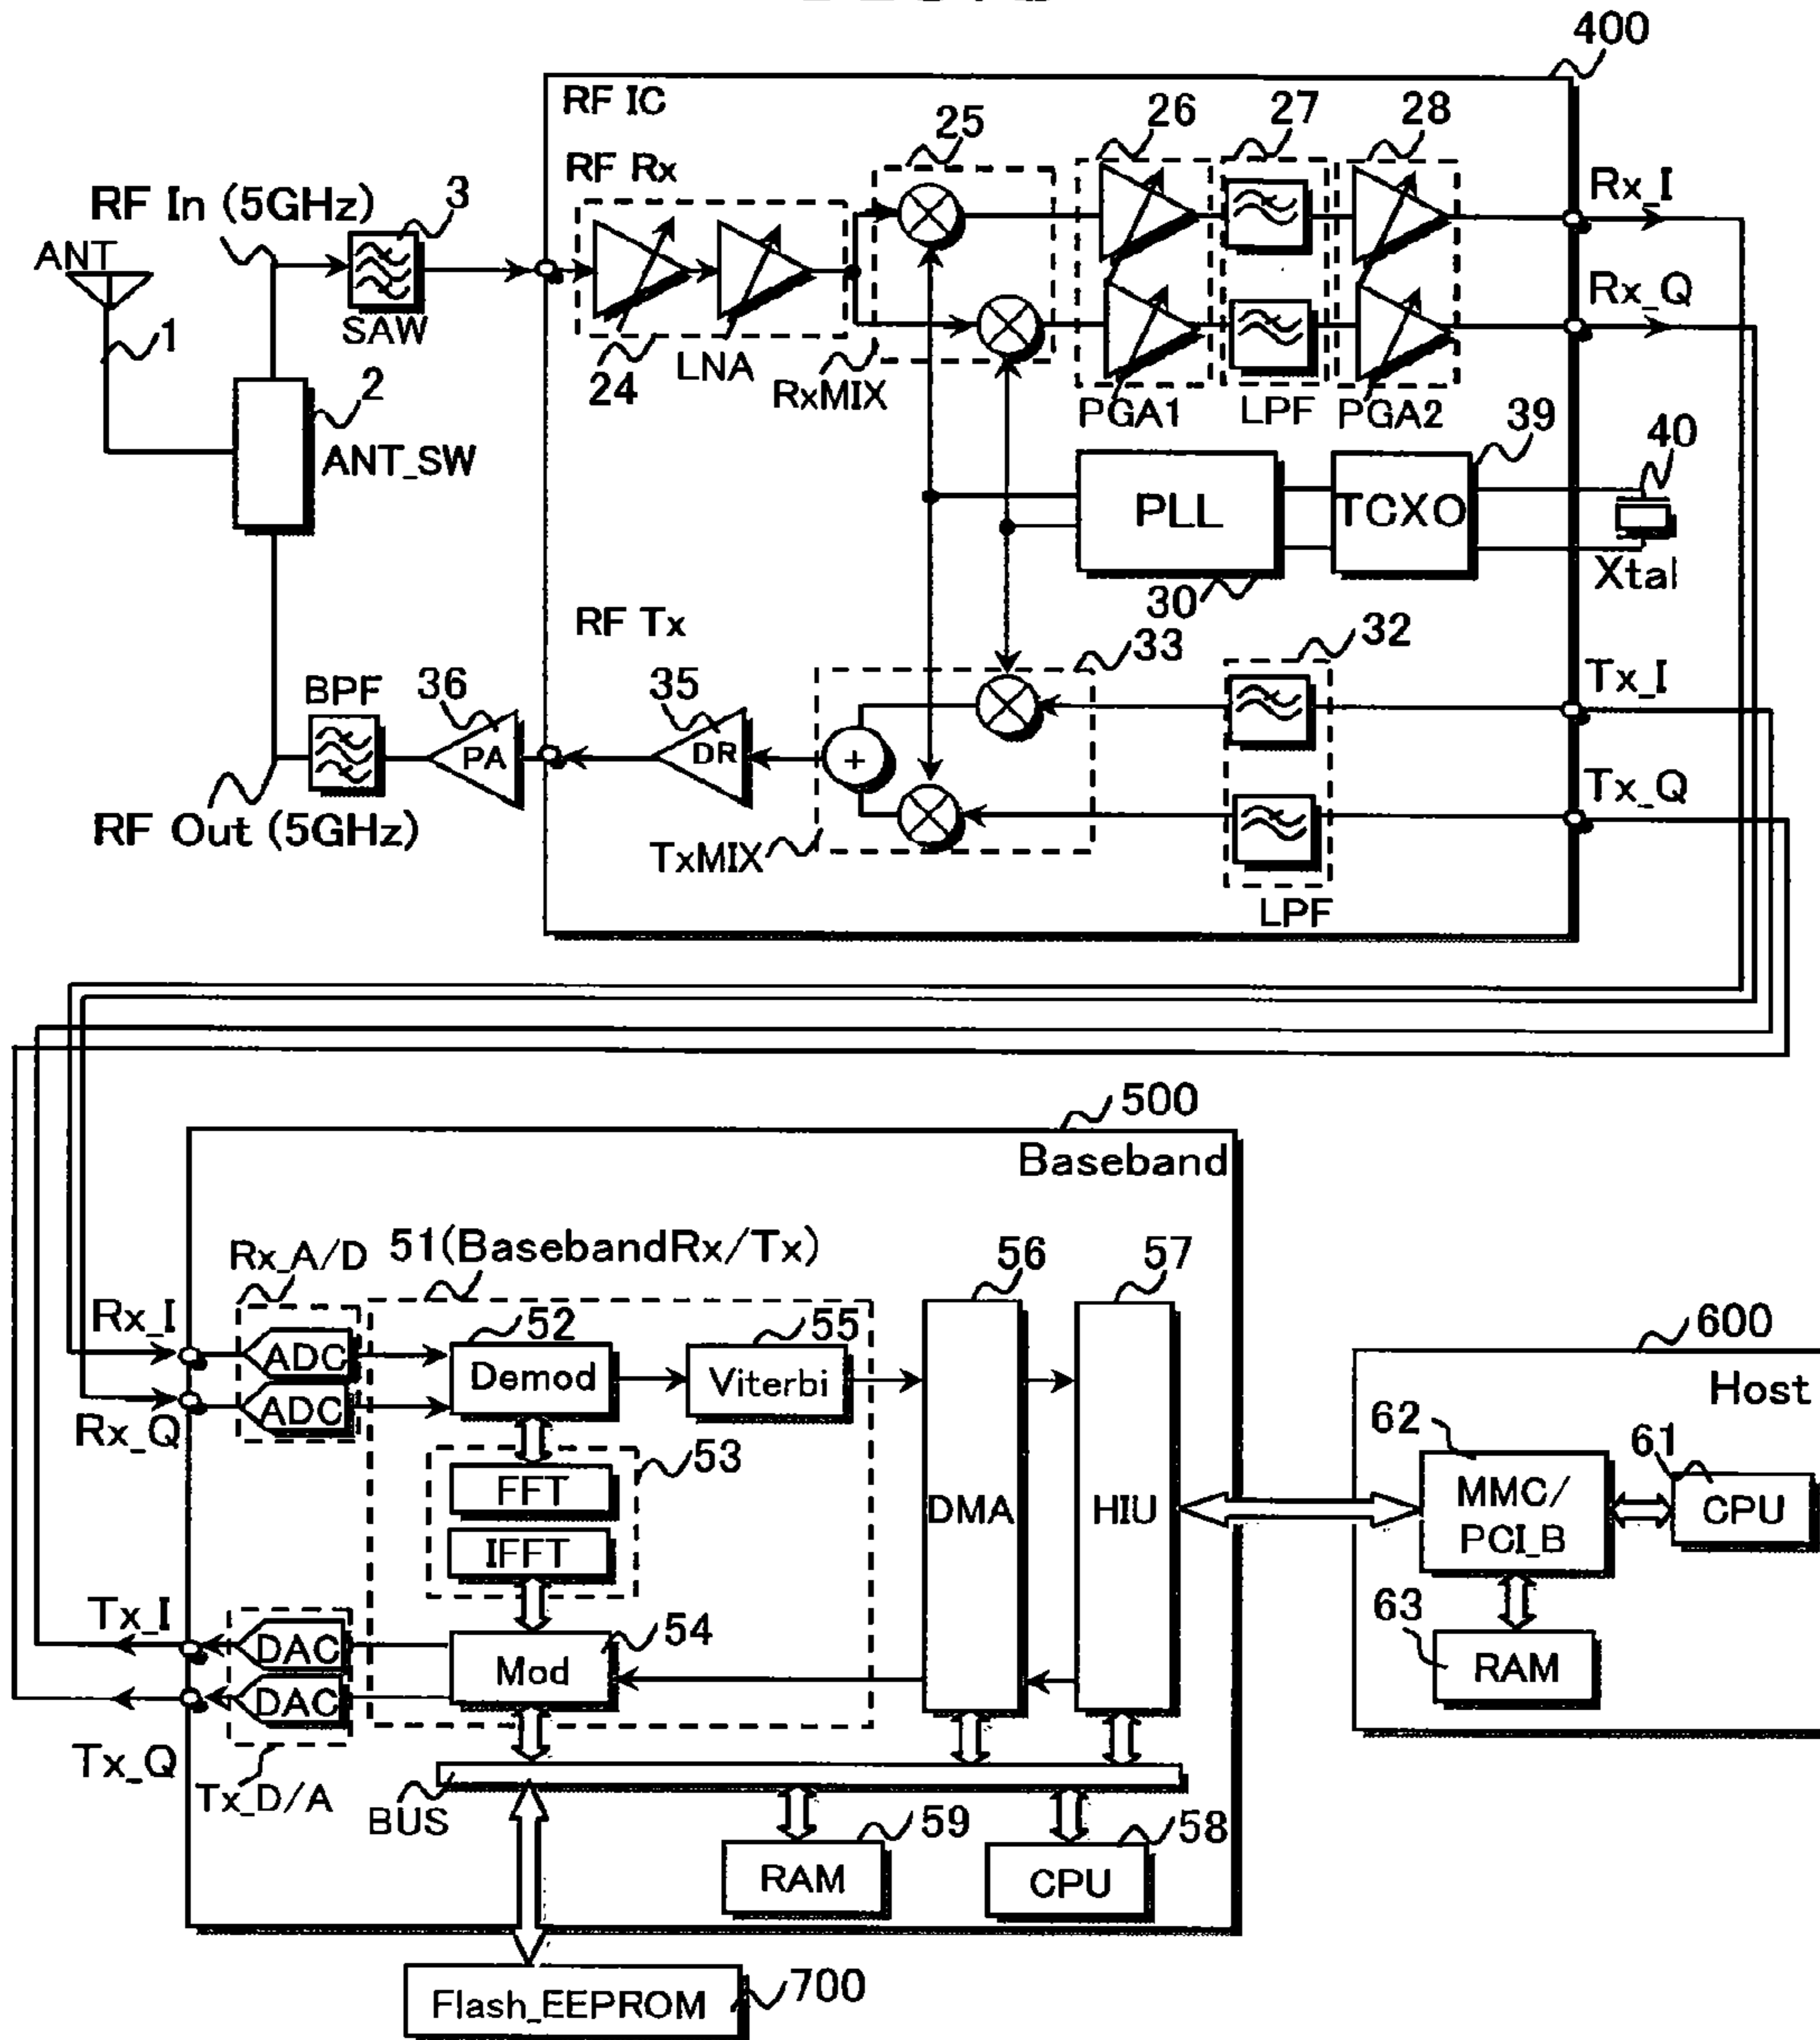 400
RF IC
25
26
27
28
RF Rx
RF In (5GHz)
3
Rx_I
ANT
Rx_Q
SAW
1
24
LNA
RxMIX
PGA1
LPF
PGA2
39
2
40
ANT_SW
PLL
TCXO
Xtal
30
RF Tx
33
32
BPF
36
35
Tx_I
PA
DR
+
Tx_Q
RF Out (5GHz)
TxMIX
LPF
500
Baseband
Rx_A/D
51(BasebandRx/Tx)
56
57
Rx_I
52
55
600
ADC
Demod
Viterbi
Host
ADC
Rx_Q
62
61
53
FFT
MMC/
PCI_B
CPU
DMA
HIU
IFFT
Tx_I
63
54
DAC
Mod
RAM
DAC
Tx_Q
Tx_D/A
BUS
59
58
RAM
CPU
Flash_EEPROM
700